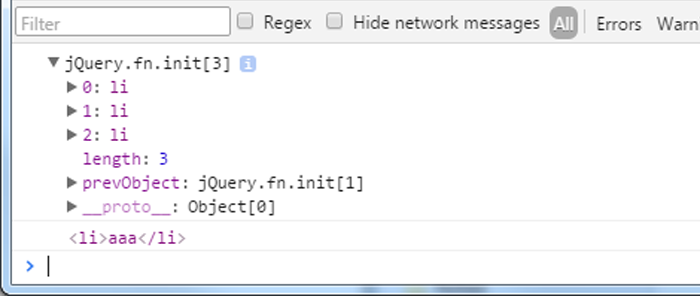 Filter Regex Hide network messages All Errors Warn
▼ jQuery.fn.init[3] i
▶ 0: li
▶ 1: li
▶ 2: li
length: 3
▶ prevObject: jQuery.fn.init[1]
▶ __proto__: Object[0]
<li>aaa</li>
>